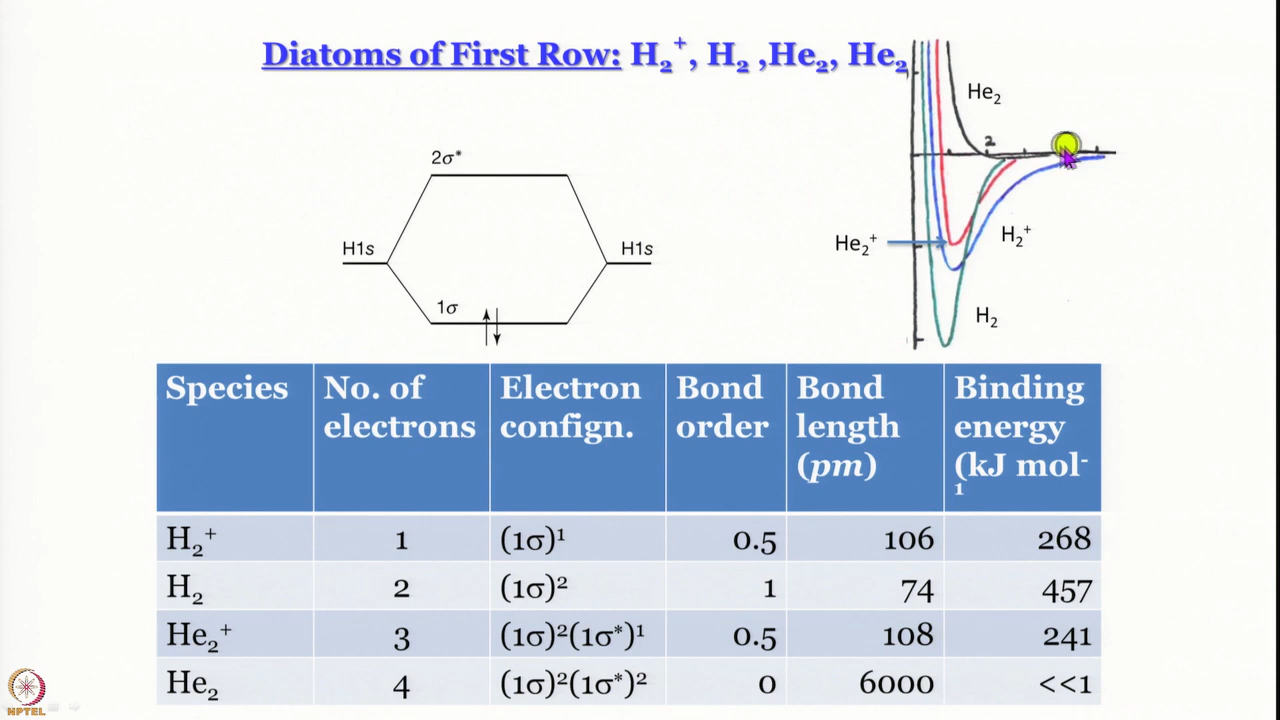 Diatoms of First Row: H₂⁺, H₂ ,He₂, He₂
He₂
2
2σ*
H1s
H1s
He₂⁺
H₂⁺
1σ
H₂
Species No. of electrons Electron confign. Bond order Bond length (pm) Binding energy (kJ mol-1
H₂⁺ 1 (1σ)¹ 0.5 106 268
H₂ 2 (1σ)² 1 74 457
He₂⁺ 3 (1σ)²(1σ*)¹ 0.5 108 241
He₂ 4 (1σ)²(1σ*)² 0 6000 <<1
NPTEL